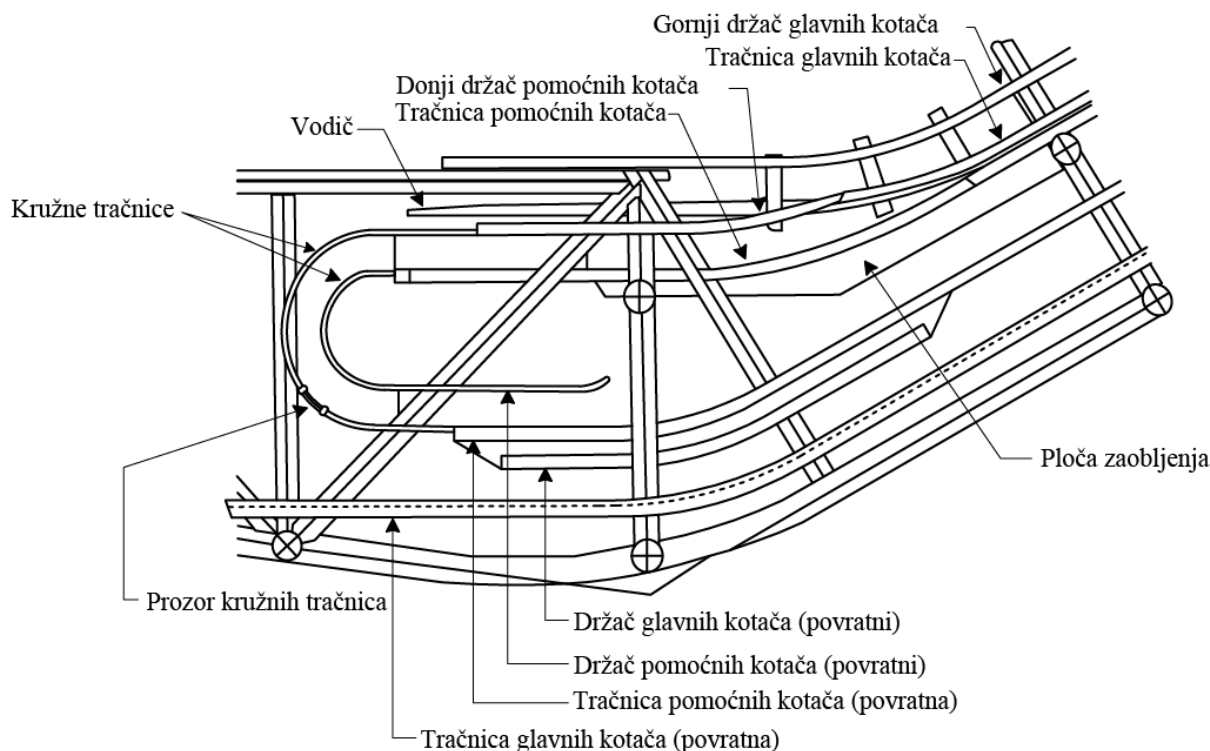 Gornji držač glavnih kotača
Tračnica glavnih kotača
Donji držač pomoćnih kotača
Tračnica pomoćnih kotača
Vodič
Kružne tračnice
Ploča zaobljenja
Prozor kružnih tračnica
Držač glavnih kotača (povratni)
Držač pomoćnih kotača (povratni)
Tračnica pomoćnih kotača (povratna)
Tračnica glavnih kotača (povratna)